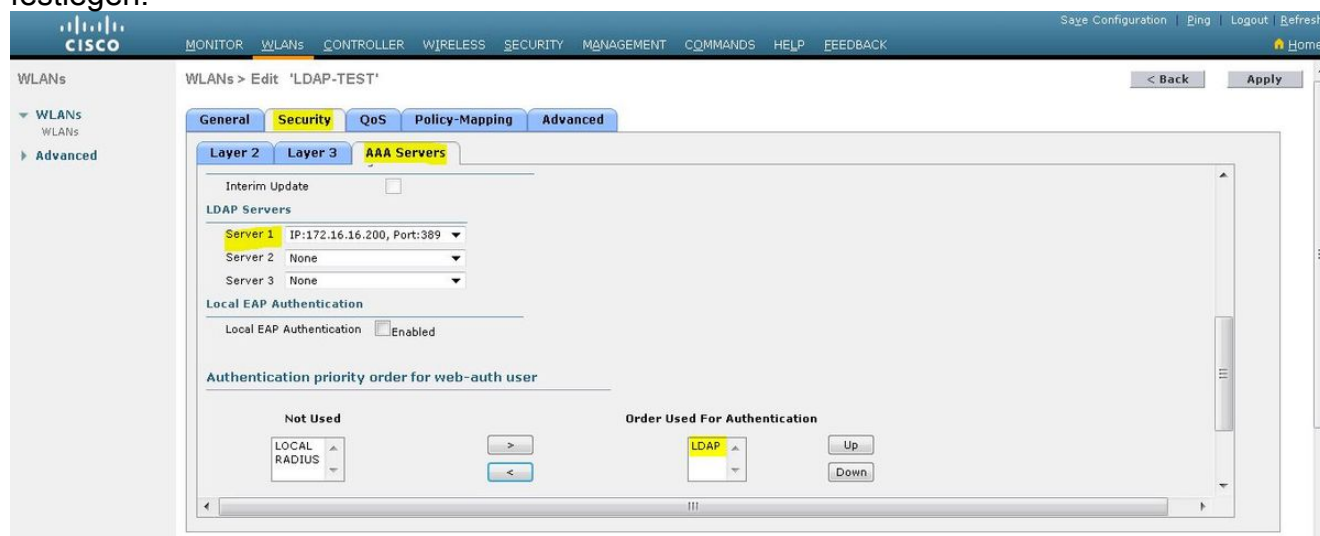 festlegen.
Save Configuration | Ping | Logout | Refresh
CISCO
MONITOR WLANs CONTROLLER WIRELESS SECURITY MANAGEMENT COMMANDS HELP FEEDBACK
Home
WLANs
WLANs > Edit 'LDAP-TEST'
< Back
Apply
WLANs
WLANs
Advanced
General Security QoS Policy-Mapping Advanced
Layer 2 Layer 3 AAA Servers
Interim Update
LDAP Servers
Server 1 IP:172.16.16.200, Port:389
Server 2 None
Server 3 None
Local EAP Authentication
Local EAP Authentication Enabled
Authentication priority order for web-auth user
Not Used
Order Used For Authentication
LOCAL
RADIUS
>
<
LDAP
Up
Down